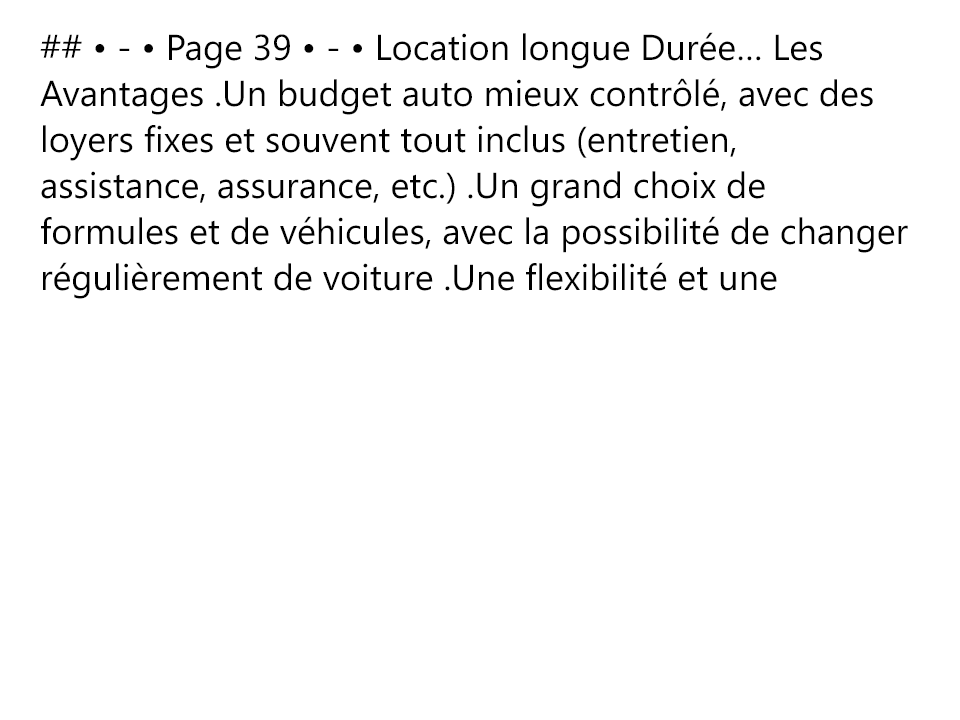 ## • - • Page 39 • - • Location longue Durée… Les
Avantages .Un budget auto mieux contrôlé, avec des
loyers fixes et souvent tout inclus (entretien,
assistance, assurance, etc.) .Un grand choix de
formules et de véhicules, avec la possibilité de changer
régulièrement de voiture .Une flexibilité et une